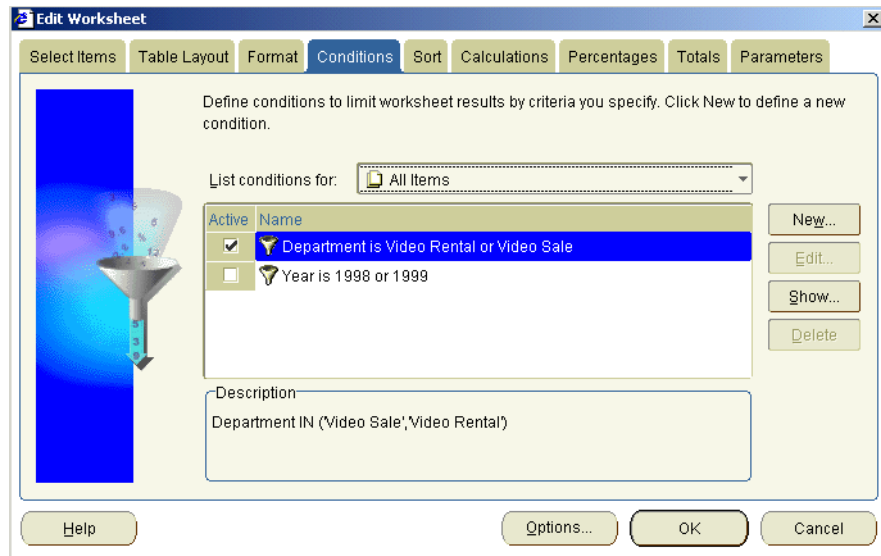 Edit Worksheet
Select Items Table Layout Format Conditions Sort Calculations Percentages Totals Parameters
Define conditions to limit worksheet results by criteria you specify. Click New to define a new
condition.
List conditions for: All Items
Active Name
Department is Video Rental or Video Sale
Year is 1998 or 1999
New...
Edit...
Show...
Delete
Description
Department IN ('Video Sale','Video Rental')
Help Options... OK Cancel